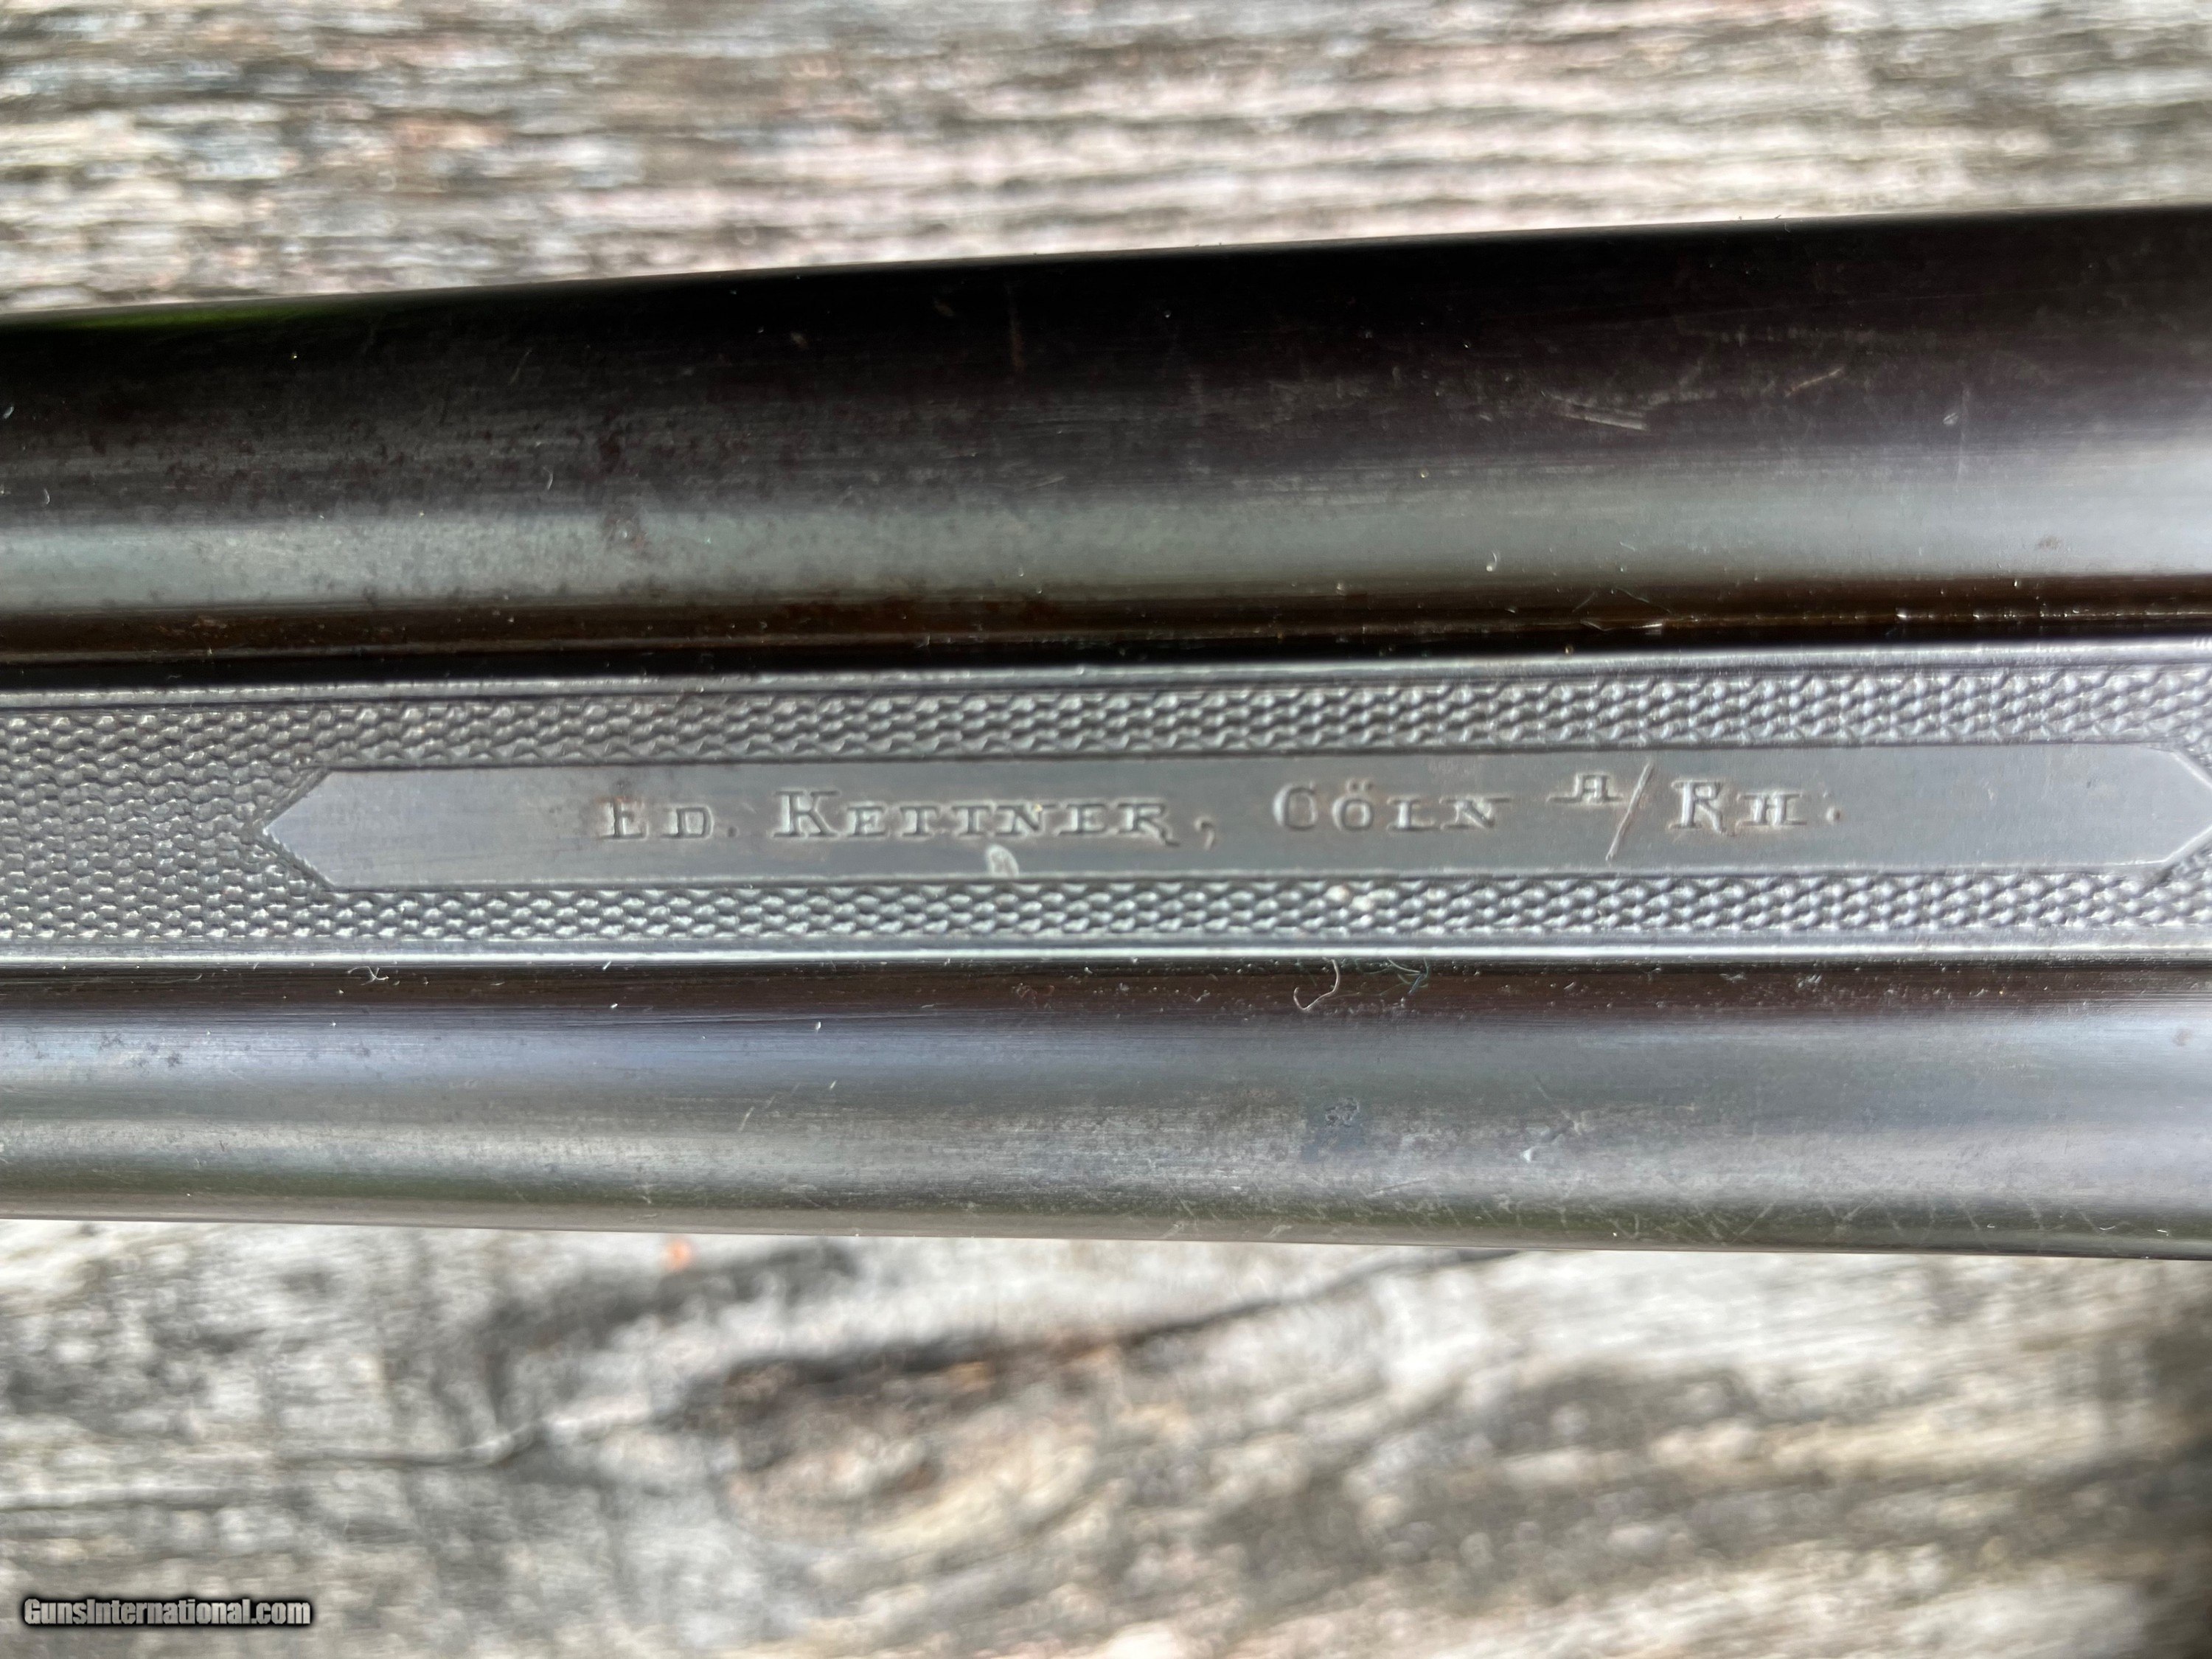 Ed. Kettner, Cöln a/Rh.
GunsInternational.com